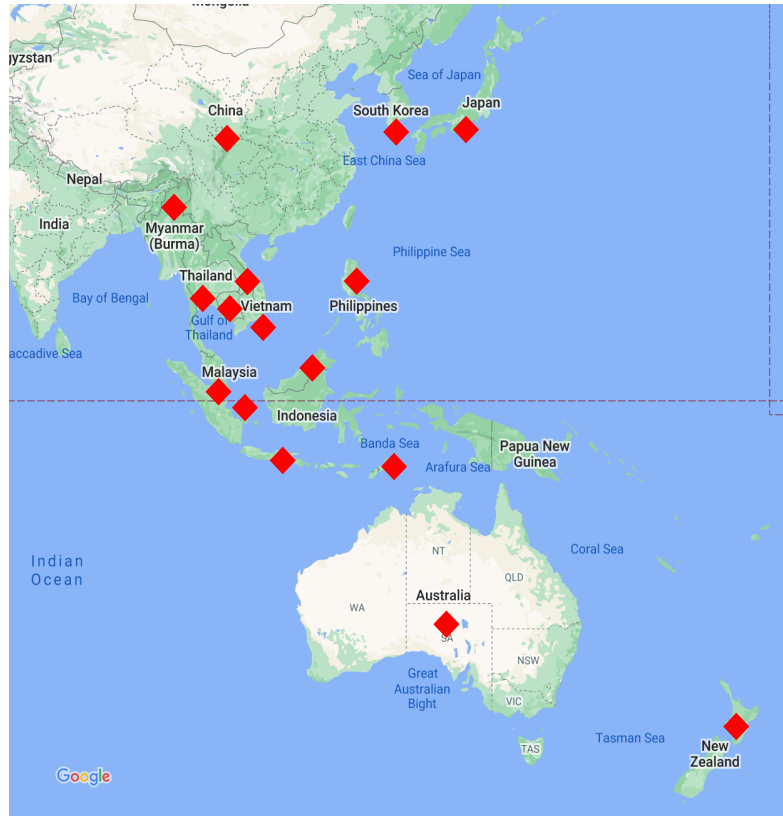 Mongolia
gyzstan
Sea of Japan
China
South Korea
Japan
East China Sea
Nepal
India
Myanmar
(Burma)
Philippine Sea
Thailand
Bay of Bengal
Vietnam
Philippines
Gulf of
Thailand
accadive Sea
Malaysia
Indonesia
Banda Sea
Papua New
Guinea
Arafura Sea
Indian
Ocean
Coral Sea
NT
QLD
Australia
WA
SA
NSW
Great
Australian
Bight
VIC
Tasman Sea
TAS
New
Zealand
Google